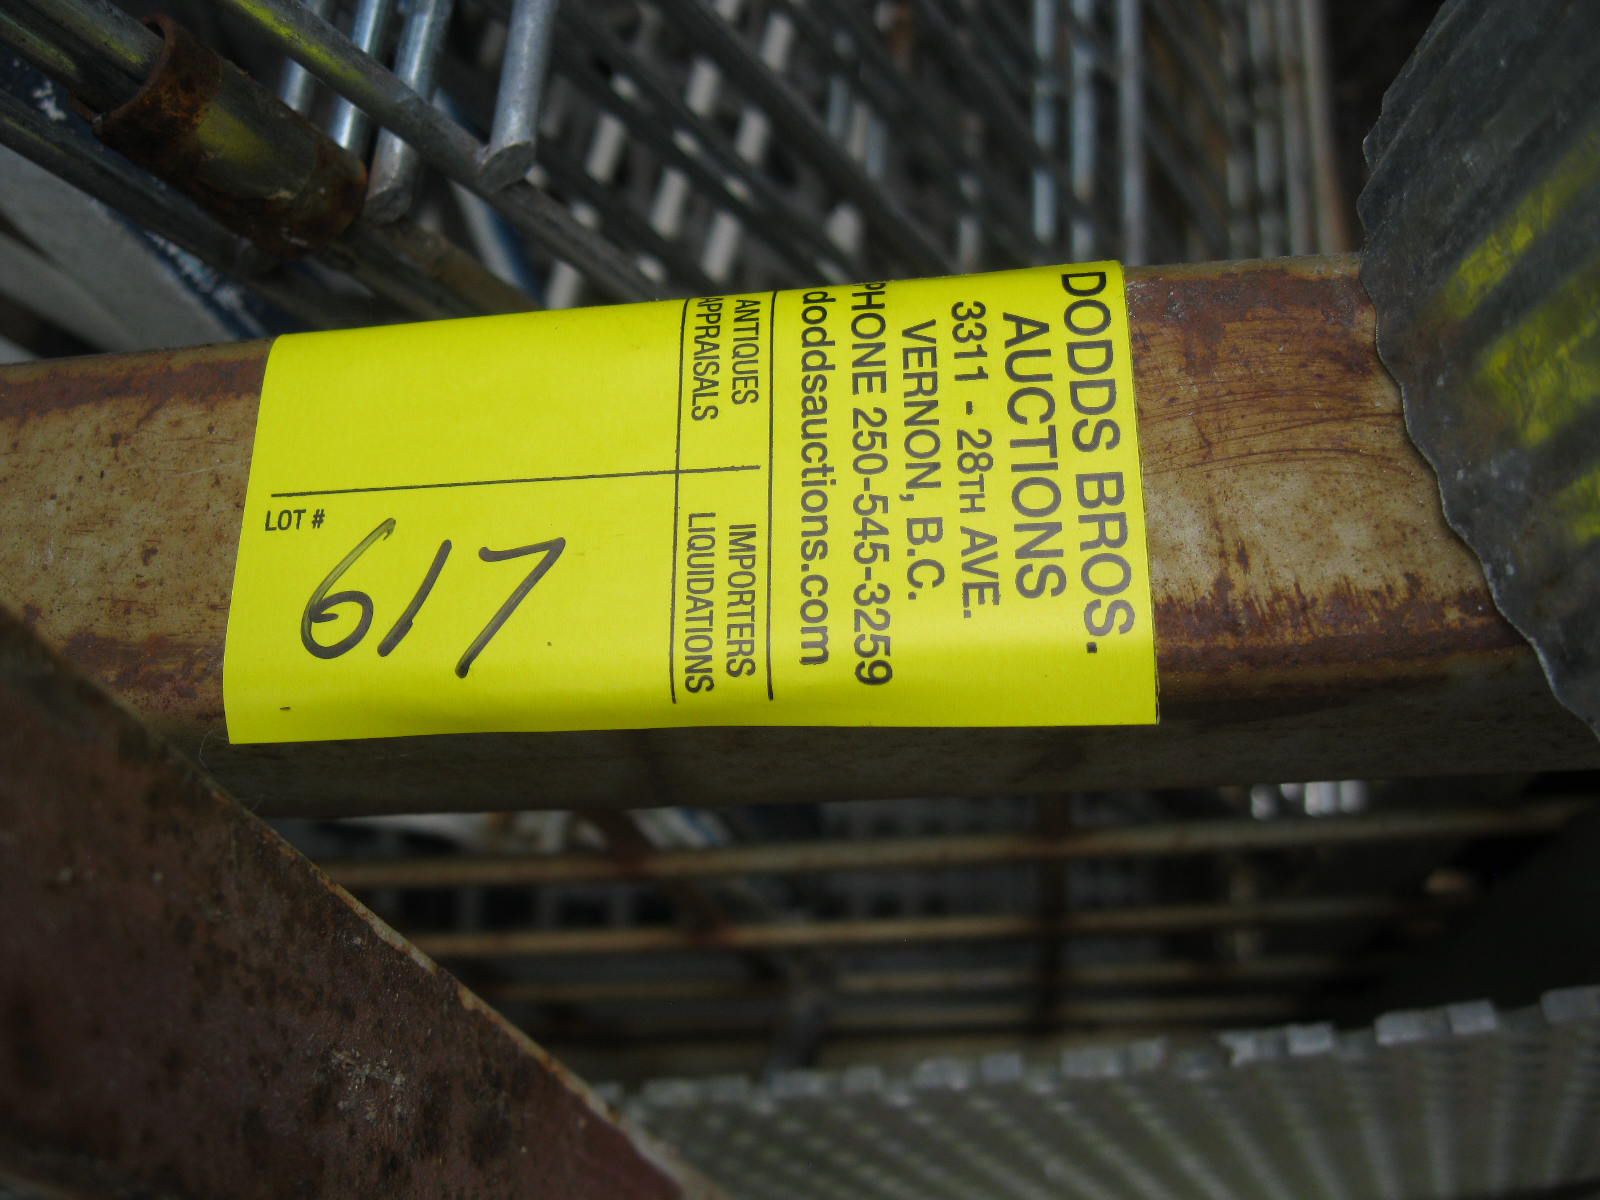 DODDS BROS.
AUCTIONS
3311 - 28TH AVE.
VERNON, B.C.
PHONE 250-545-3259
doddsauctions.com
ANTIQUES IMPORTERS
APPRAISALS LIQUIDATIONS
LOT #
617